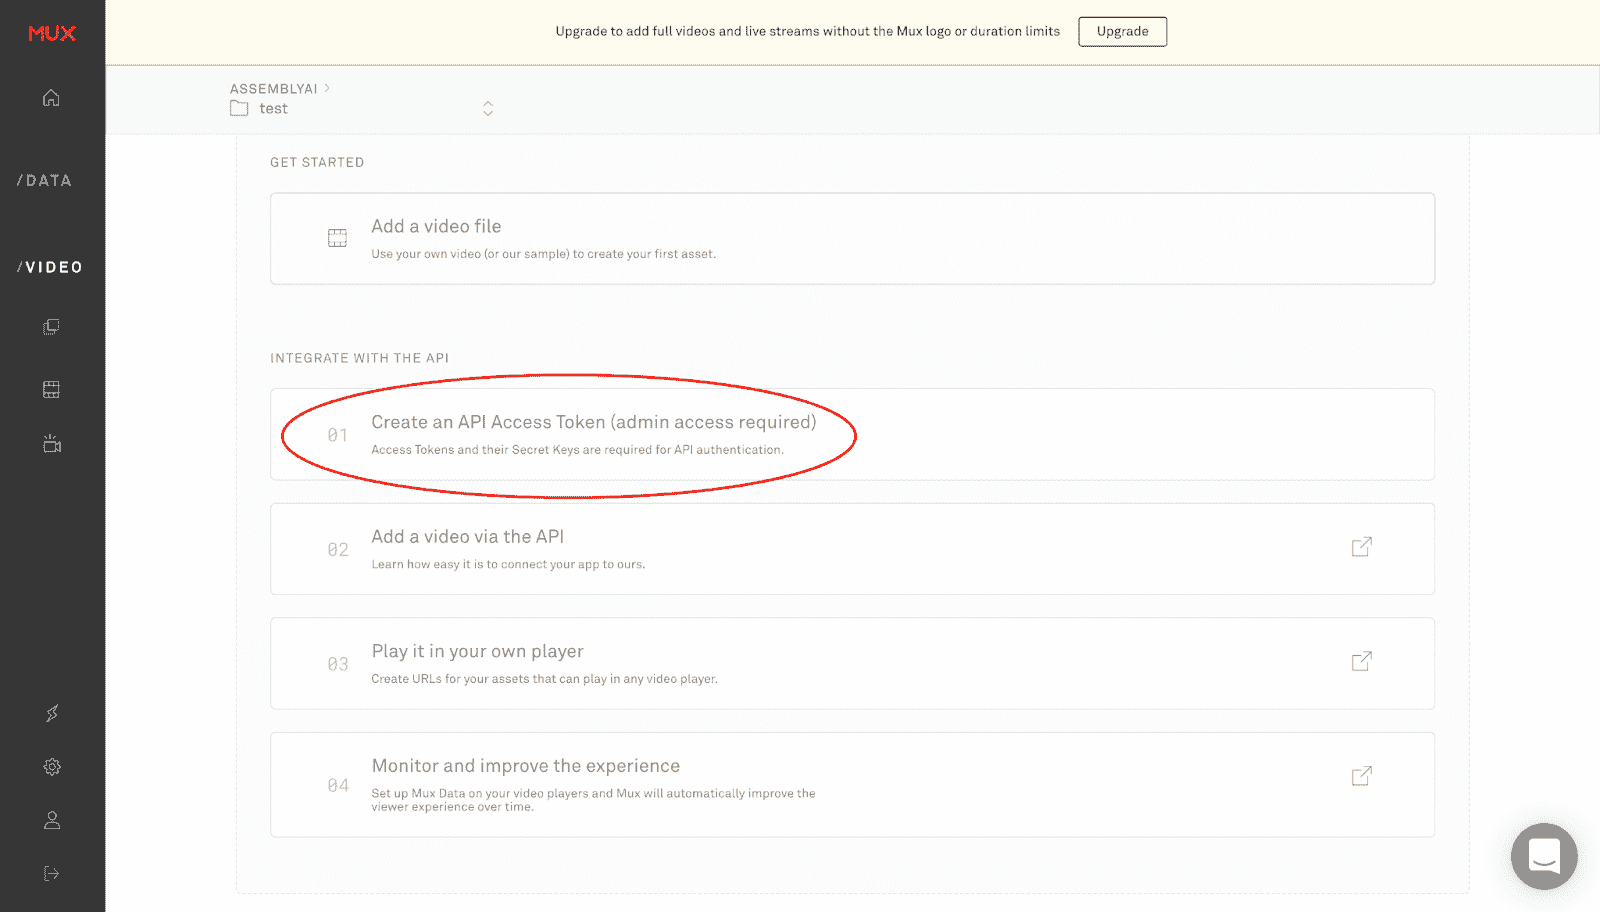 MUX
Upgrade to add full videos and live streams without the Mux logo or duration limits
Upgrade
ASSEMBLYAI >
test
/DATA
/VIDEO
GET STARTED
Add a video file
Use your own video (or our sample) to create your first asset.
INTEGRATE WITH THE API
01
Create an API Access Token (admin access required)
Access Tokens and their Secret Keys are required for API authentication.
02
Add a video via the API
Learn how easy it is to connect your app to ours.
03
Play it in your own player
Create URLs for your assets that can play in any video player.
04
Monitor and improve the experience
Set up Mux Data on your video players and Mux will automatically improve the
viewer experience over time.